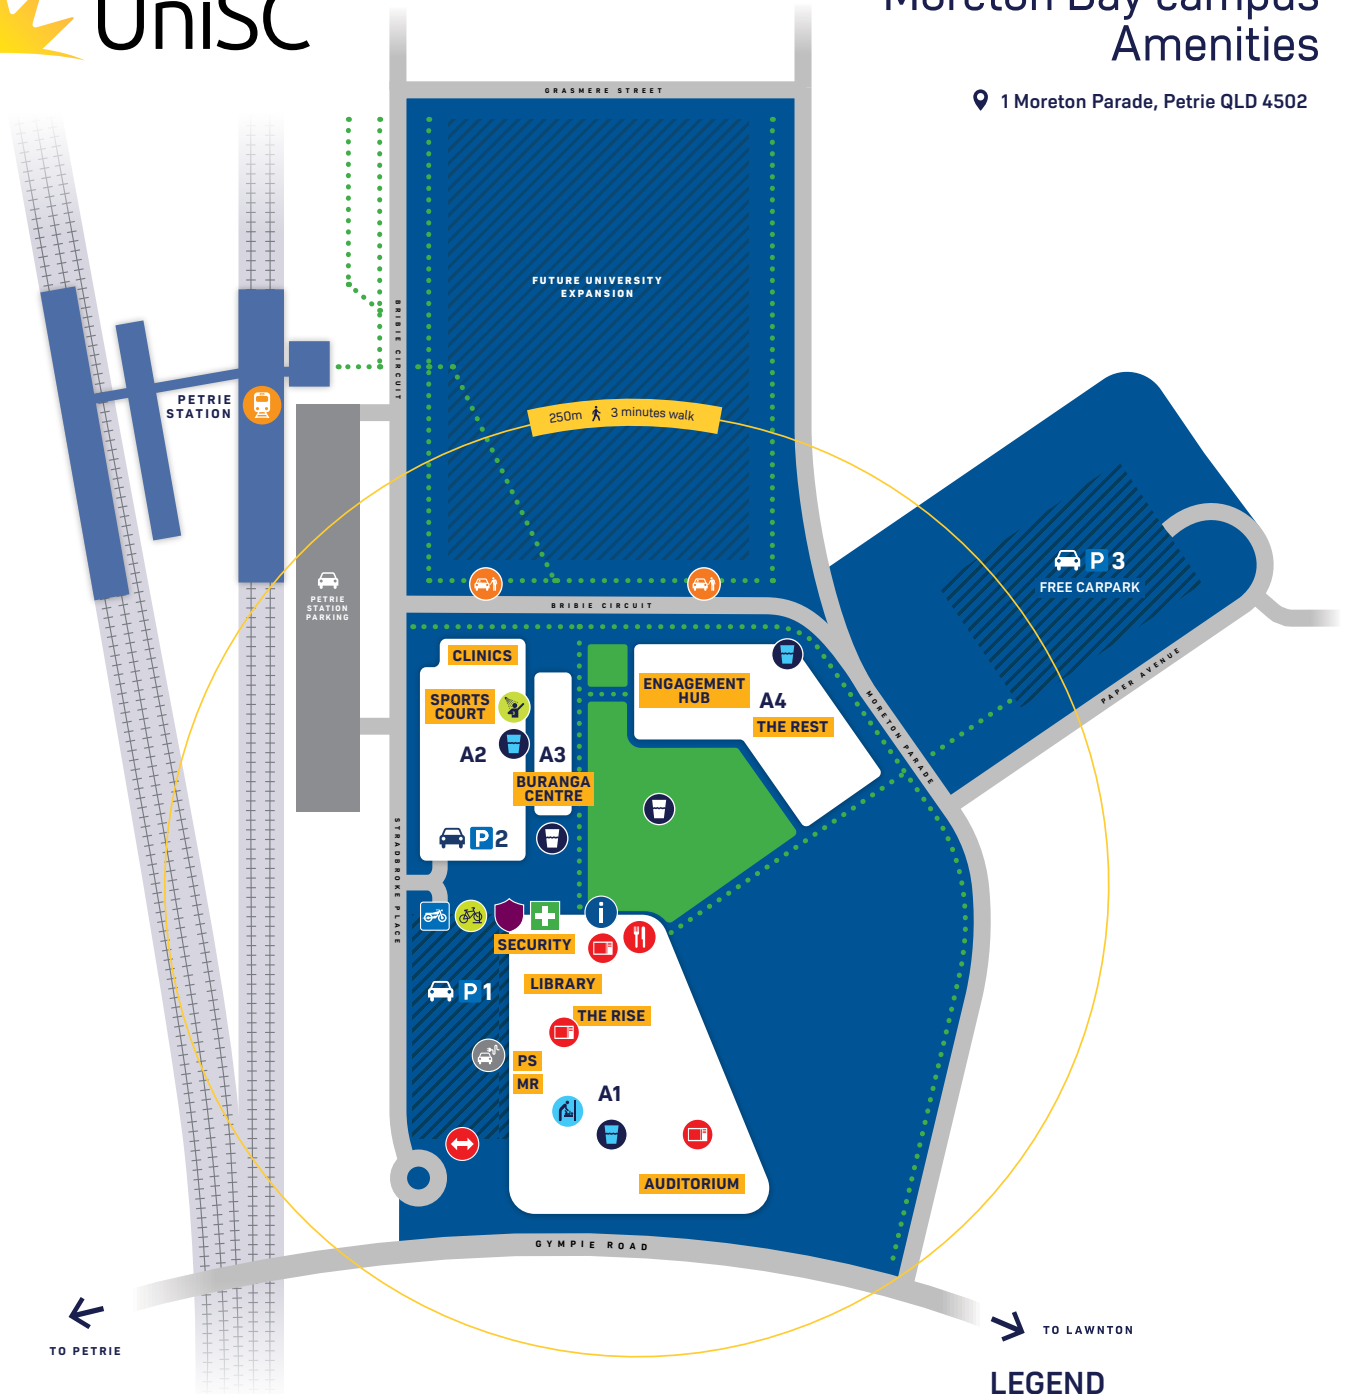 UniSC
Moreton Bay campus
Amenities
1 Moreton Parade, Petrie QLD 4502
GRASMERE STREET
FUTURE UNIVERSITY
EXPANSION
BRIBIE CIRCUIT
PETRIE
STATION
250m 3 minutes walk
P 3
FREE CARPARK
PETRIE
STATION
PARKING
BRIBIE CIRCUIT
CLINICS
ENGAGEMENT
HUB
SPORTS
COURT
A4
THE REST
MORETON PARADE
PAPER AVENUE
A2
A3
BURANGA
CENTRE
P 2
STRADBROKE PLACE
i
SECURITY
LIBRARY
P 1
THE RISE
PS
MR
A1
AUDITORIUM
GYMPIE ROAD
TO PETRIE
TO LAWNTON
LEGEND